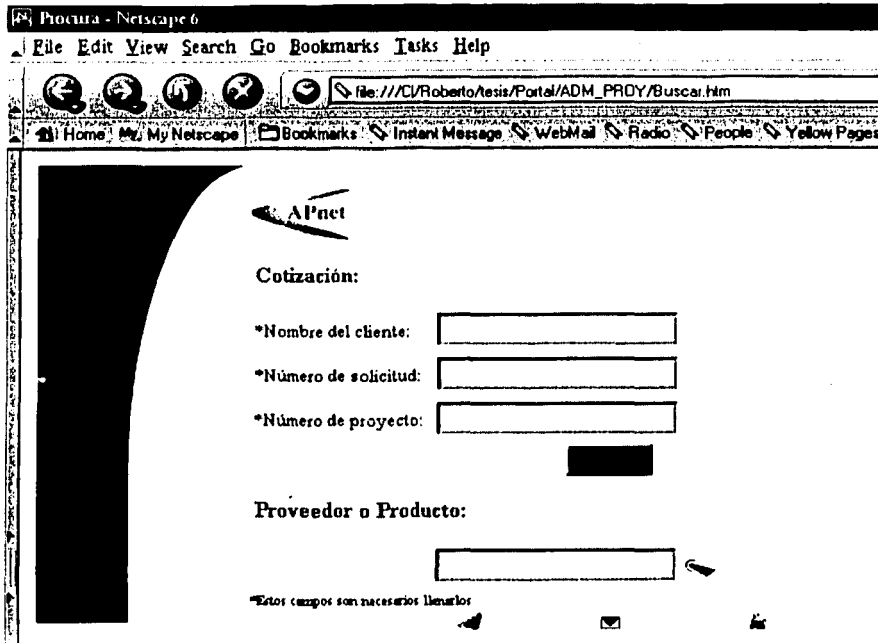 Procura - Netscape 6
File Edit View Search Go Bookmarks Tasks Help
file:///C|/Roberto/tesis/Portal/ADM_PROY/Buscar.htm
Home My Netscape Bookmarks Instant Message WebMail Radio People Yellow Pages
APnet
Cotización:
*Nombre del cliente:
*Número de solicitud:
*Número de proyecto:
Proveedor o Producto:
*Estos campos son necesarios llenarlos